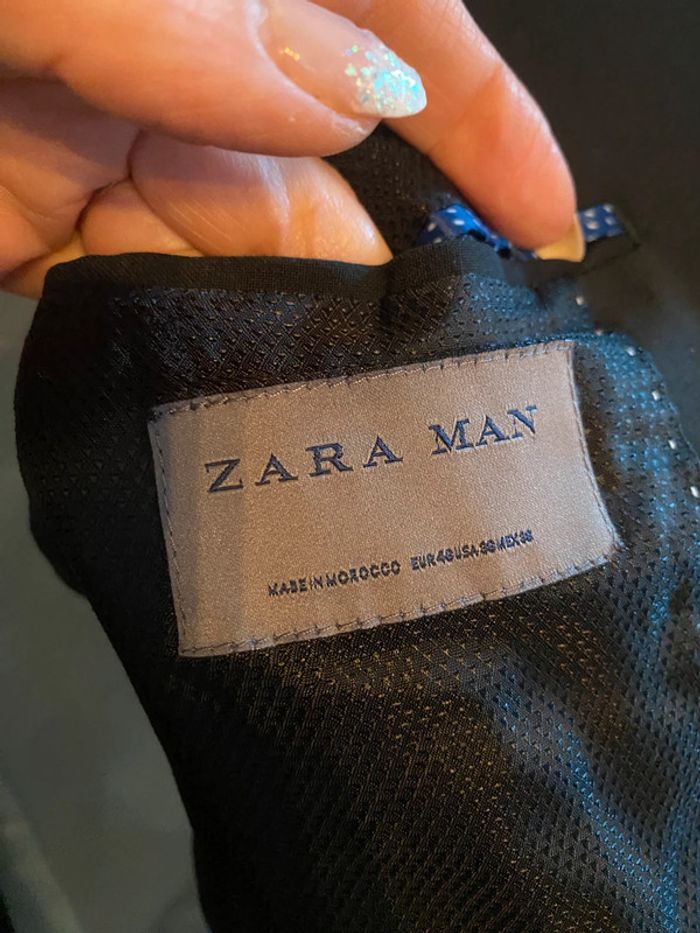 ZARA MAN
MADE IN MOROCCO EUR 48 USA 38 MEX 38